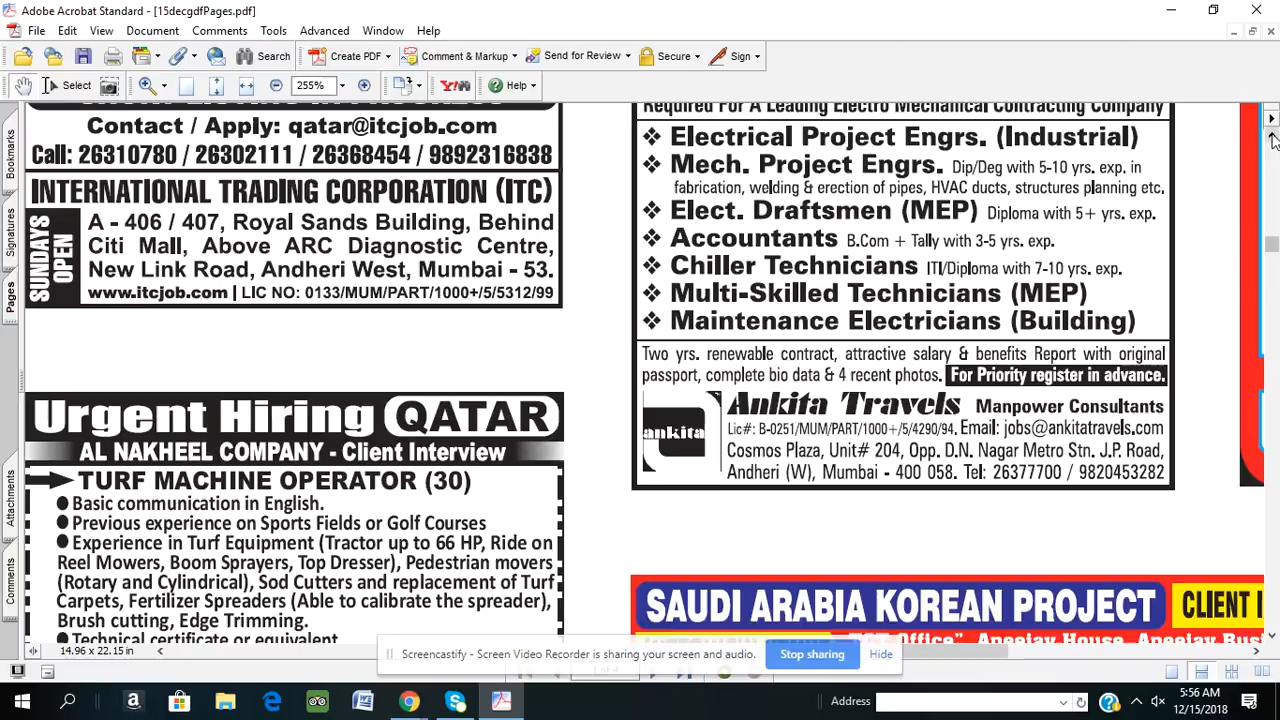 Adobe Acrobat Standard - [15decgdfPages.pdf]
File Edit View Document Comments Tools Advanced Window Help
Search Create PDF Comment & Markup Send for Review Secure Sign
Select 255% Y! Help
Bookmarks
Signatures
Pages
Attachments
Comments
Contact / Apply: qatar@itcjob.com
Call: 26310780 / 26302111 / 26368454 / 9892316838
INTERNATIONAL TRADING CORPORATION (ITC)
SUNDAYS OPEN
A - 406 / 407, Royal Sands Building, Behind
Citi Mall, Above ARC Diagnostic Centre,
New Link Road, Andheri West, Mumbai - 53.
www.itcjob.com | LIC NO: 0133/MUM/PART/1000+/5/5312/99
Urgent Hiring QATAR
AL NAKHEEL COMPANY - Client Interview
TURF MACHINE OPERATOR (30)
● Basic communication in English.
● Previous experience on Sports Fields or Golf Courses
● Experience in Turf Equipment (Tractor up to 66 HP, Ride on
Reel Mowers, Boom Sprayers, Top Dresser), Pedestrian movers
(Rotary and Cylindrical), Sod Cutters and replacement of Turf
Carpets, Fertilizer Spreaders (Able to calibrate the spreader),
Brush cutting, Edge Trimming.
● Technical certificate or equivalent
Required For A Leading Electro Mechanical Contracting Company
❖ Electrical Project Engrs. (Industrial)
❖ Mech. Project Engrs. Dip/Deg with 5-10 yrs. exp. in
fabrication, welding & erection of pipes, HVAC ducts, structures planning etc.
❖ Elect. Draftsmen (MEP) Diploma with 5+ yrs. exp.
❖ Accountants B.Com + Tally with 3-5 yrs. exp.
❖ Chiller Technicians ITI/Diploma with 7-10 yrs. exp.
❖ Multi-Skilled Technicians (MEP)
❖ Maintenance Electricians (Building)
Two yrs. renewable contract, attractive salary & benefits Report with original
passport, complete bio data & 4 recent photos. For Priority register in advance.
ankita
Ankita Travels Manpower Consultants
Lic#: B-0251/MUM/PART/1000+/5/4290/94. Email: jobs@ankitatravels.com
Cosmos Plaza, Unit# 204, Opp. D.N. Nagar Metro Stn. J.P. Road,
Andheri (W), Mumbai - 400 058. Tel: 26377700 / 9820453282
SAUDI ARABIA KOREAN PROJECT CLIENT I
Office", Apeejay House, Apeejay Bus
14.96 x 22.15 in
Screencastify - Screen Video Recorder is sharing your screen and audio. Stop sharing Hide
Address
5:56 AM
12/15/2018